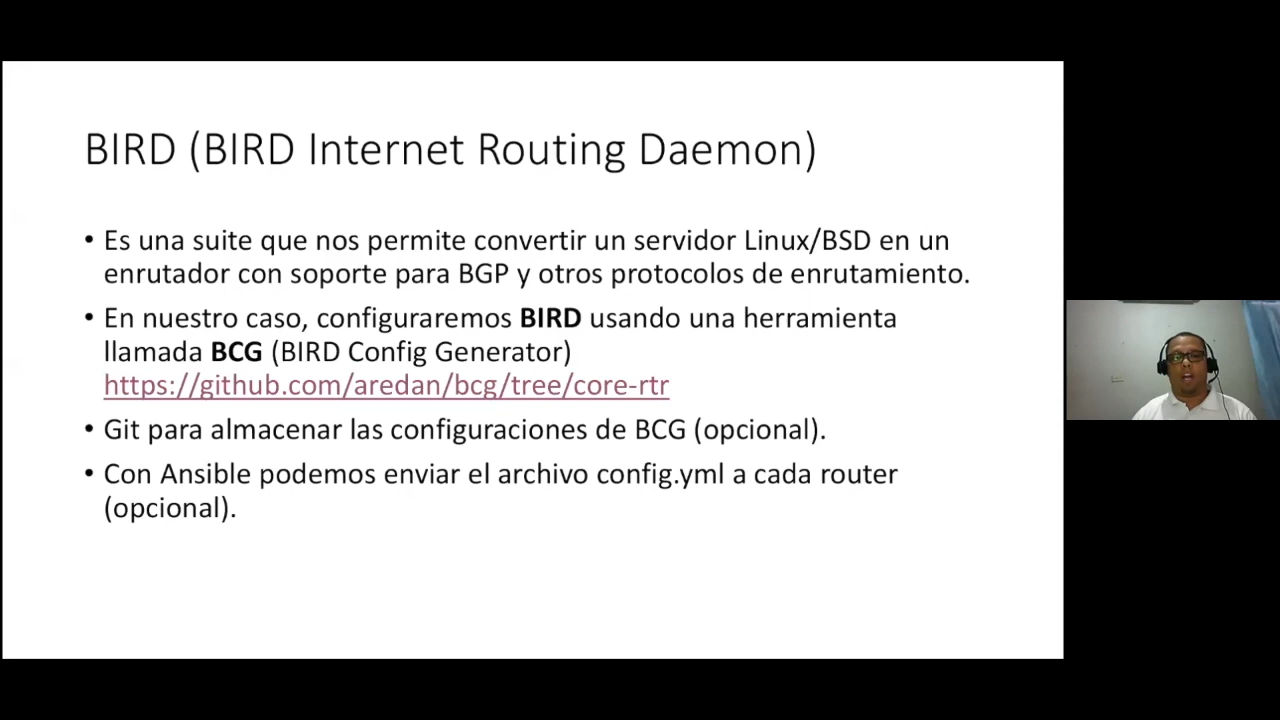 BIRD (BIRD Internet Routing Daemon)
• Es una suite que nos permite convertir un servidor Linux/BSD en un
enrutador con soporte para BGP y otros protocolos de enrutamiento.
• En nuestro caso, configuraremos BIRD usando una herramienta
llamada BCG (BIRD Config Generator)
https://github.com/aredan/bcg/tree/core-rtr
• Git para almacenar las configuraciones de BCG (opcional).
• Con Ansible podemos enviar el archivo config.yml a cada router
(opcional).